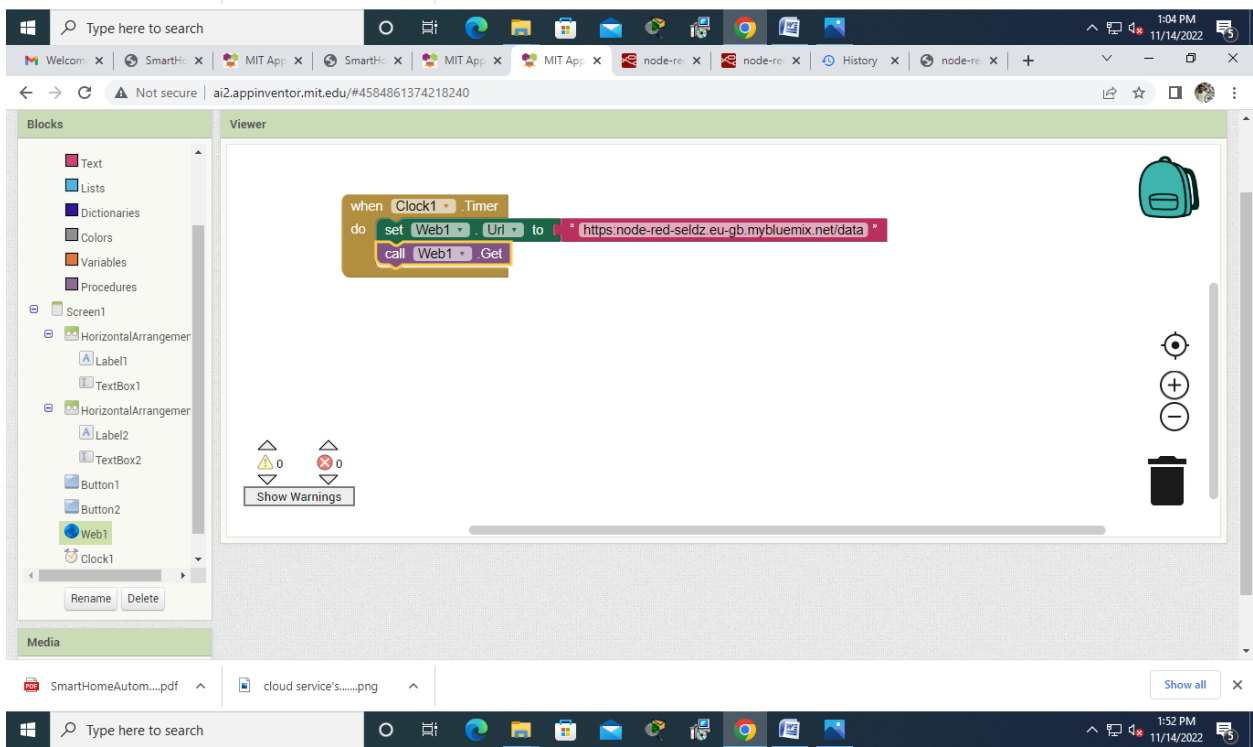 Type here to search
1:04 PM
11/14/2022
5
Welcom
SmartHo
MIT App
SmartHo
MIT App
MIT App
node-re
node-re
History
node-re
Not secure
ai2.appinventor.mit.edu/#4584861374218240
Blocks
Viewer
Text
Lists
Dictionaries
Colors
Variables
Procedures
Screen1
HorizontalArrangemer
Label1
TextBox1
HorizontalArrangemer
Label2
TextBox2
Button1
Button2
Web1
Clock1
Rename Delete
Media
when Clock1 .Timer
do set Web1 . Url to " https:node-red-seldz.eu-gb.mybluemix.net/data "
call Web1 .Get
0 0
Show Warnings
SmartHomeAutom....pdf
cloud service's.......png
Show all
Type here to search
1:52 PM
11/14/2022
5